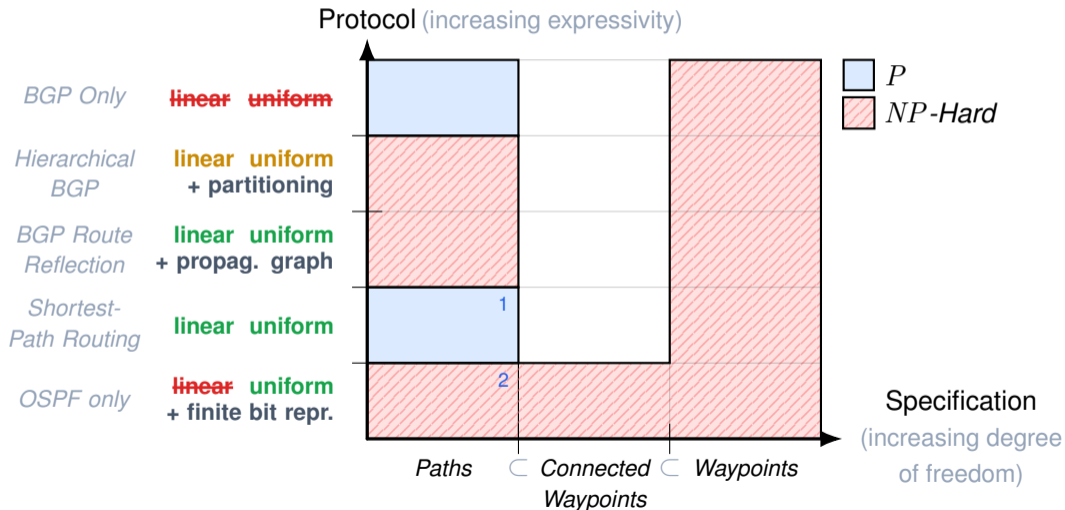 Protocol (increasing expressivity)
BGP Only
linear uniform
Hierarchical
BGP
linear uniform
+ partitioning
BGP Route
Reflection
linear uniform
+ propag. graph
Shortest-
Path Routing
linear uniform
OSPF only
linear uniform
+ finite bit repr.
1
2
P
NP-Hard
Specification
(increasing degree
of freedom)
Paths ⊂ Connected ⊂ Waypoints
Waypoints